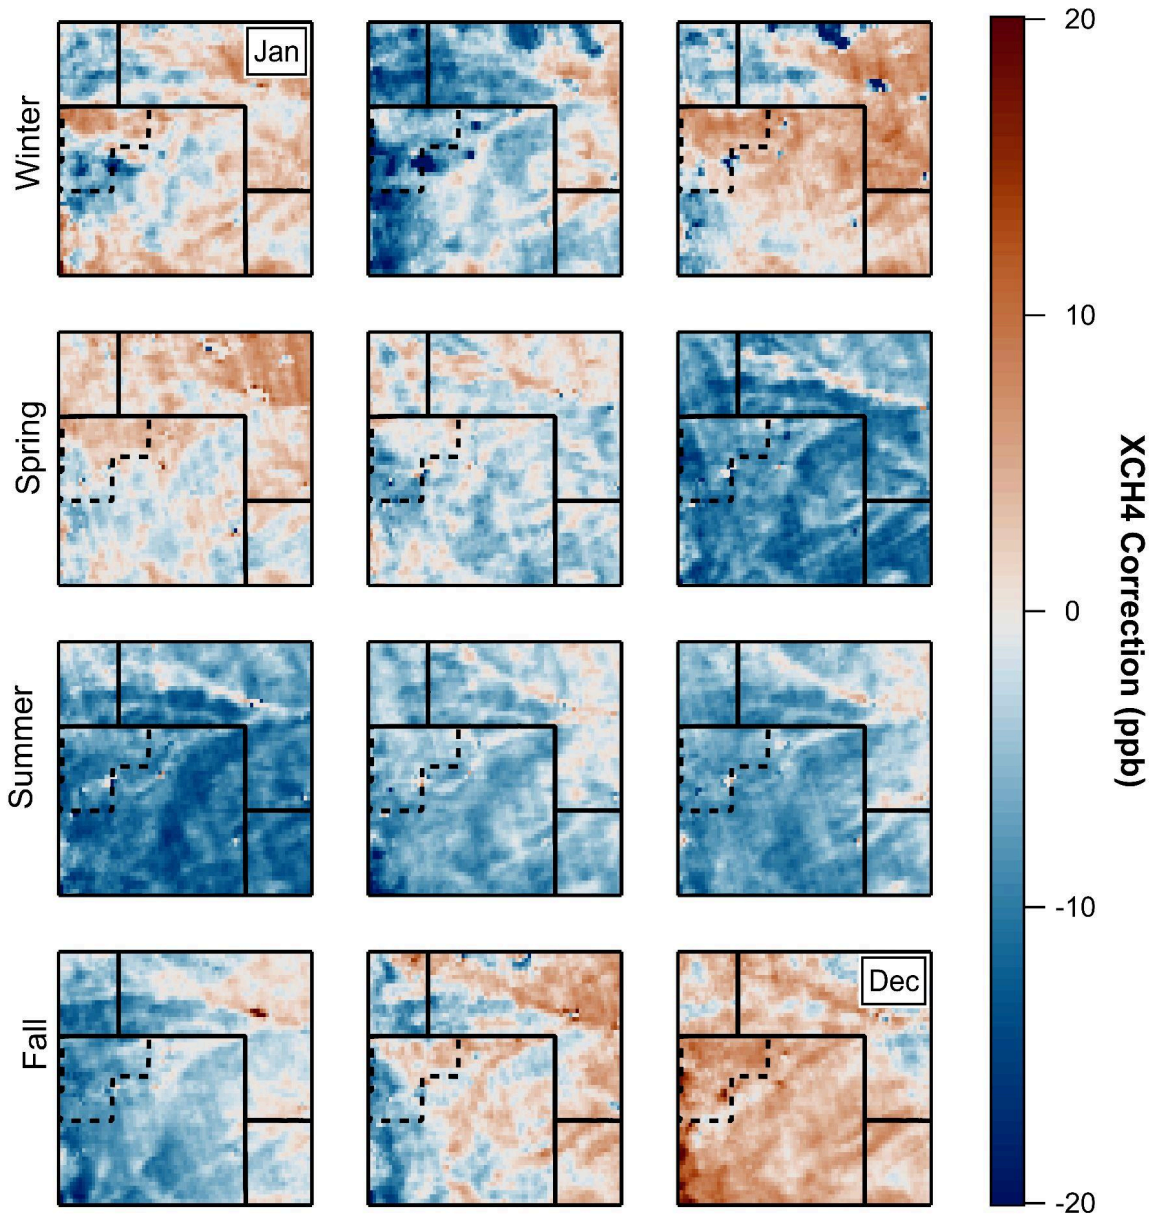 Jan
Winter
Spring
Summer
Fall
Dec
20
10
0
-10
-20
XCH4 Correction (ppb)